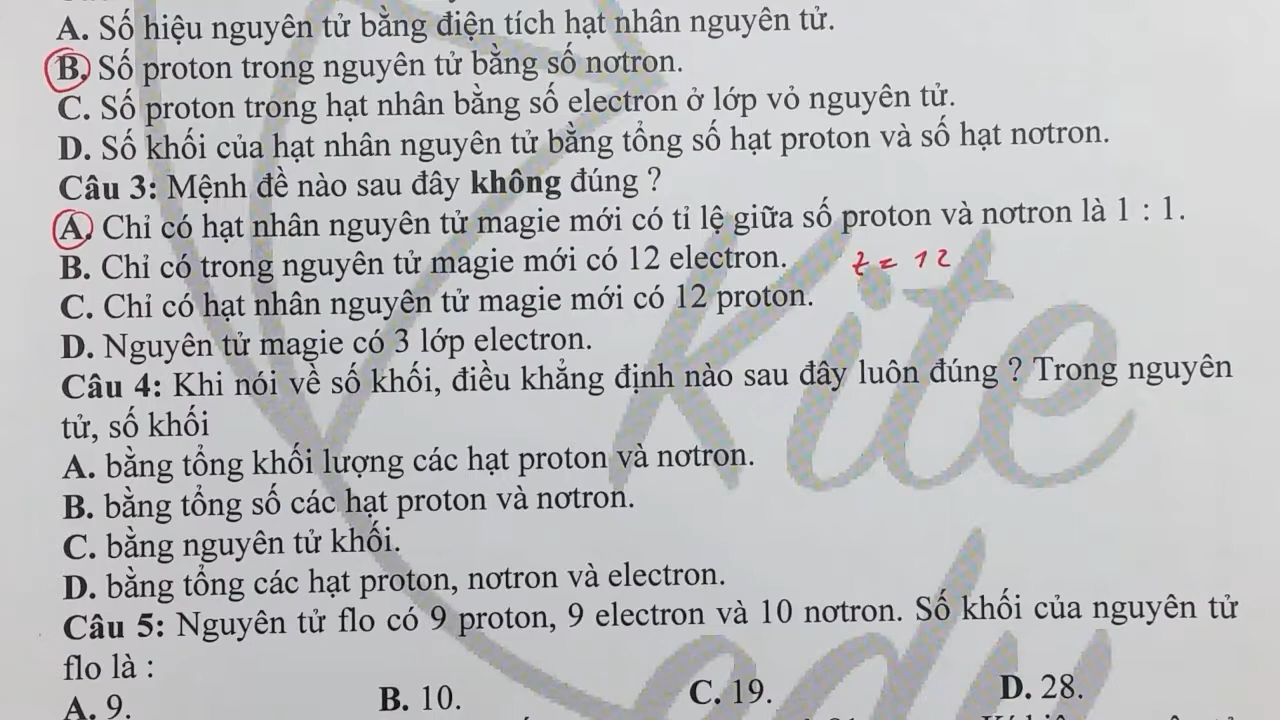 A. Số hiệu nguyên tử bằng điện tích hạt nhân nguyên tử.
B. Số proton trong nguyên tử bằng số nơtron.
C. Số proton trong hạt nhân bằng số electron ở lớp vỏ nguyên tử.
D. Số khối của hạt nhân nguyên tử bằng tổng số hạt proton và số hạt nơtron.
Câu 3: Mệnh đề nào sau đây không đúng ?
A. Chỉ có hạt nhân nguyên tử magie mới có tỉ lệ giữa số proton và nơtron là 1 : 1.
B. Chỉ có trong nguyên tử magie mới có 12 electron. z = 12
C. Chỉ có hạt nhân nguyên tử magie mới có 12 proton.
D. Nguyên tử magie có 3 lớp electron.
Câu 4: Khi nói về số khối, điều khẳng định nào sau đây luôn đúng ? Trong nguyên
tử, số khối
A. bằng tổng khối lượng các hạt proton và nơtron.
B. bằng tổng số các hạt proton và nơtron.
C. bằng nguyên tử khối.
D. bằng tổng các hạt proton, nơtron và electron.
Câu 5: Nguyên tử flo có 9 proton, 9 electron và 10 nơtron. Số khối của nguyên tử
flo là :
A. 9. B. 10. C. 19. D. 28.
Kite